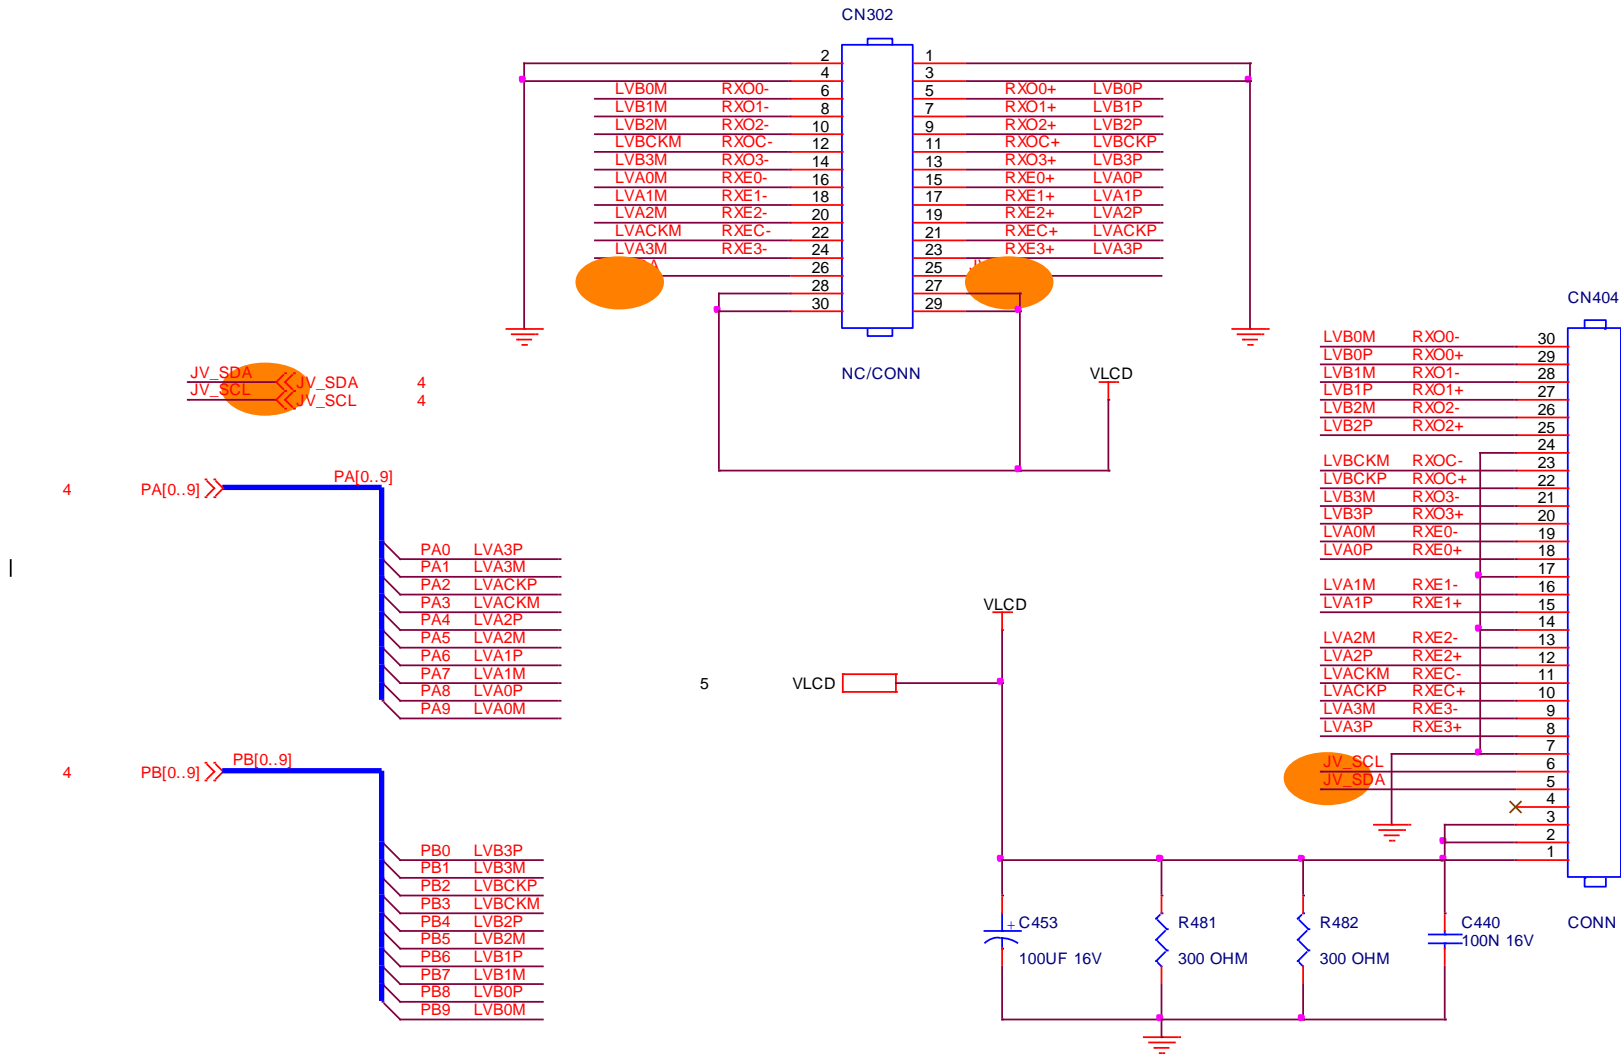 CN302
2 1
4 3
LVB0M RXO0- 6 5 RXO0+ LVB0P
LVB1M RXO1- 8 7 RXO1+ LVB1P
LVB2M RXO2- 10 9 RXO2+ LVB2P
LVBCKM RXOC- 12 11 RXOC+ LVBCKP
LVB3M RXO3- 14 13 RXO3+ LVB3P
LVA0M RXE0- 16 15 RXE0+ LVA0P
LVA1M RXE1- 18 17 RXE1+ LVA1P
LVA2M RXE2- 20 19 RXE2+ LVA2P
LVACKM RXEC- 22 21 RXEC+ LVACKP
LVA3M RXE3- 24 23 RXE3+ LVA3P
26 25
28 27
30 29
NC/CONN
VLCD
JV_SDA JV_SDA 4
JV_SCL JV_SCL 4
4 PA[0..9] PA[0..9]
PA0 LVA3P
PA1 LVA3M
PA2 LVACKP
PA3 LVACKM
PA4 LVA2P
PA5 LVA2M
PA6 LVA1P
PA7 LVA1M
PA8 LVA0P
PA9 LVA0M
4 PB[0..9] PB[0..9]
PB0 LVB3P
PB1 LVB3M
PB2 LVBCKP
PB3 LVBCKM
PB4 LVB2P
PB5 LVB2M
PB6 LVB1P
PB7 LVB1M
PB8 LVB0P
PB9 LVB0M
VLCD
5 VLCD
CN404
LVB0M RXO0- 30
LVB0P RXO0+ 29
LVB1M RXO1- 28
LVB1P RXO1+ 27
LVB2M RXO2- 26
LVB2P RXO2+ 25
24
LVBCKM RXOC- 23
LVBCKP RXOC+ 22
LVB3M RXO3- 21
LVB3P RXO3+ 20
LVA0M RXE0- 19
LVA0P RXE0+ 18
17
LVA1M RXE1- 16
LVA1P RXE1+ 15
14
LVA2M RXE2- 13
LVA2P RXE2+ 12
LVACKM RXEC- 11
LVACKP RXEC+ 10
LVA3M RXE3- 9
LVA3P RXE3+ 8
7
JV_SCL 6
JV_SDA 5
4
3
2
1
CONN
+ C453
100UF 16V
R481
300 OHM
R482
300 OHM
C440
100N 16V